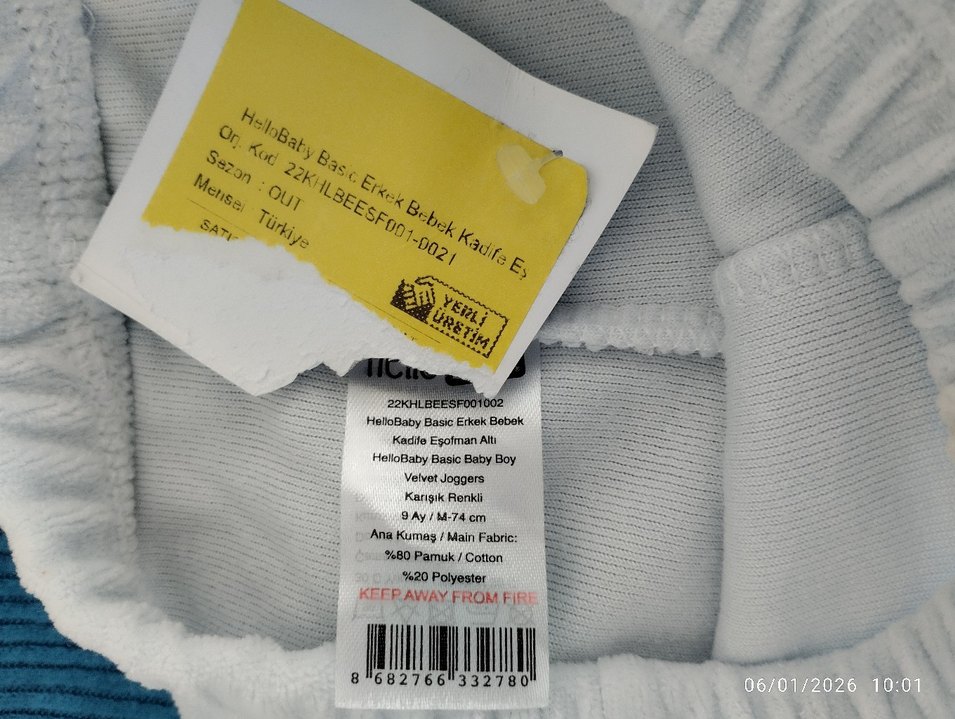 HelloBaby Basic Erkek Bebek Kadife Eş
Orj. Kod 22KHLBEESF001-0021
Sezon : OUT
Menşei Türkiye
YERLİ
ÜRETİM
22KHLBEESF001002
HelloBaby Basic Erkek Bebek
Kadife Eşofman Altı
HelloBaby Basic Baby Boy
Velvet Joggers
Karışık Renkli
9 Ay / M-74 cm
Ana Kumaş / Main Fabric:
%80 Pamuk / Cotton
%20 Polyester
KEEP AWAY FROM FIRE
8 682766 332780
06/01/2026 10:01